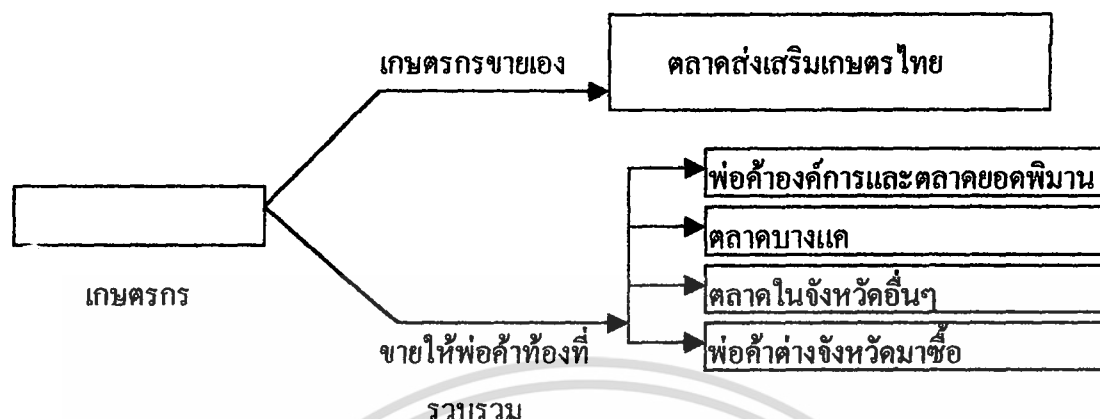 เกษตรกรขายเอง
ตลาดส่งเสริมเกษตรไทย
พ่อค้าองค์การและตลาดยอดพิมาน
ตลาดบางแค
เกษตรกร
ตลาดในจังหวัดอื่นๆ
ขายให้พ่อค้าท้องที่
พ่อค้าต่างจังหวัดมาซื้อ
รวบรวม